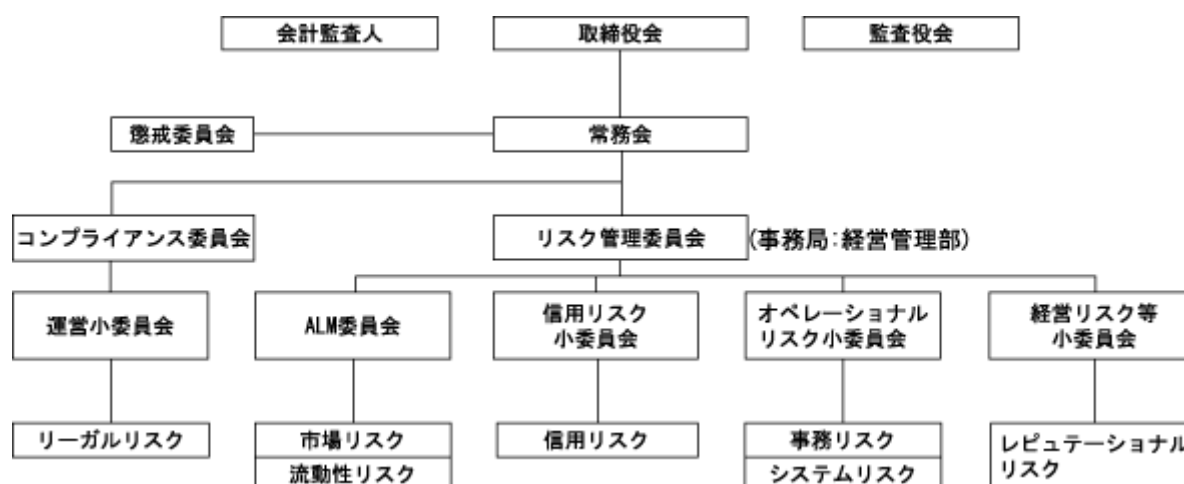 会計監査人
取締役会
監査役会
懲戒委員会
常務会
コンプライアンス委員会
リスク管理委員会
(事務局:経営管理部)
運営小委員会
ALM委員会
信用リスク
小委員会
オペレーショナル
リスク小委員会
経営リスク等
小委員会
リーガルリスク
市場リスク
流動性リスク
信用リスク
事務リスク
システムリスク
レピュテーショナル
リスク